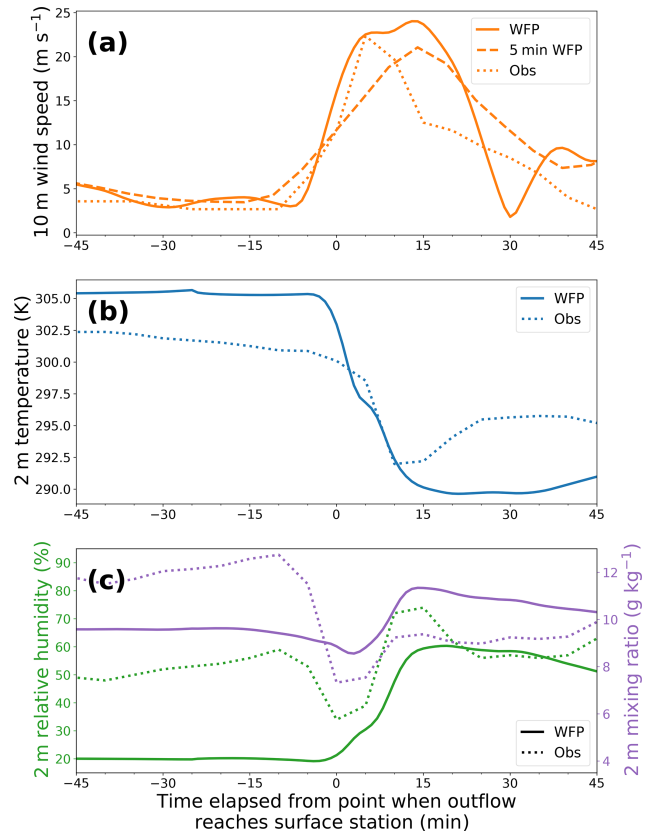 (a)
10 m wind speed (m s⁻¹)
25
20
15
10
5
0
WFP
5 min WFP
Obs
−45
−30
−15
0
15
30
45
(b)
2 m temperature (K)
305.0
302.5
300.0
297.5
295.0
292.5
290.0
WFP
Obs
−45
−30
−15
0
15
30
45
(c)
2 m relative humidity (%)
90
80
70
60
50
40
30
20
2 m mixing ratio (g kg⁻¹)
12
10
8
6
4
WFP
Obs
−45
−30
−15
0
15
30
45
Time elapsed from point when outflow
reaches surface station (min)